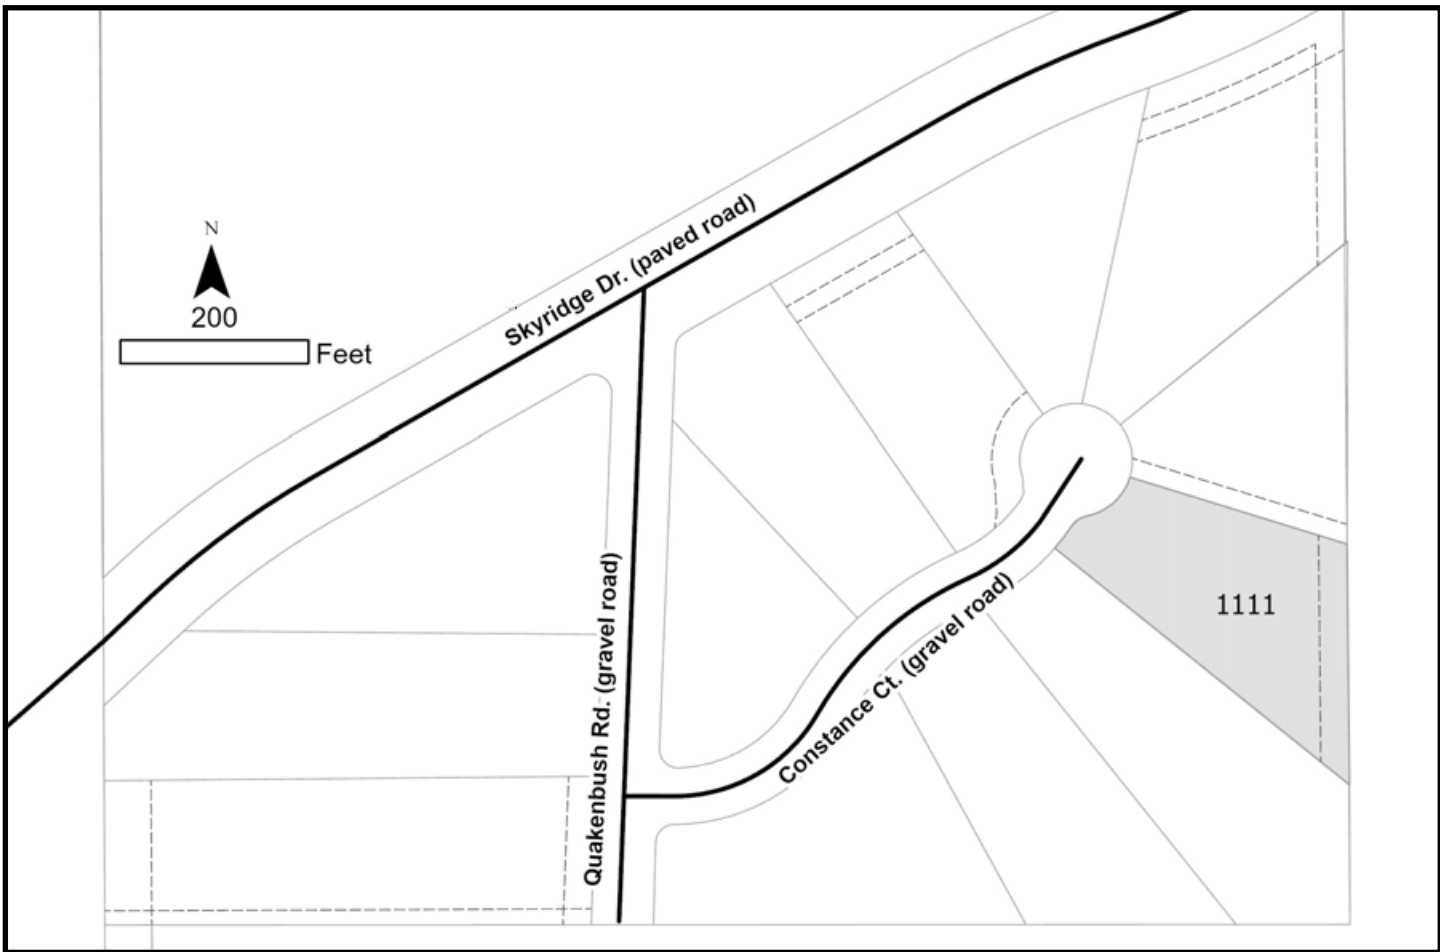 Skyridge Dr. (paved road)
N
200
Feet
Quakenbush Rd. (gravel road)
Constance Ct. (gravel road)
1111